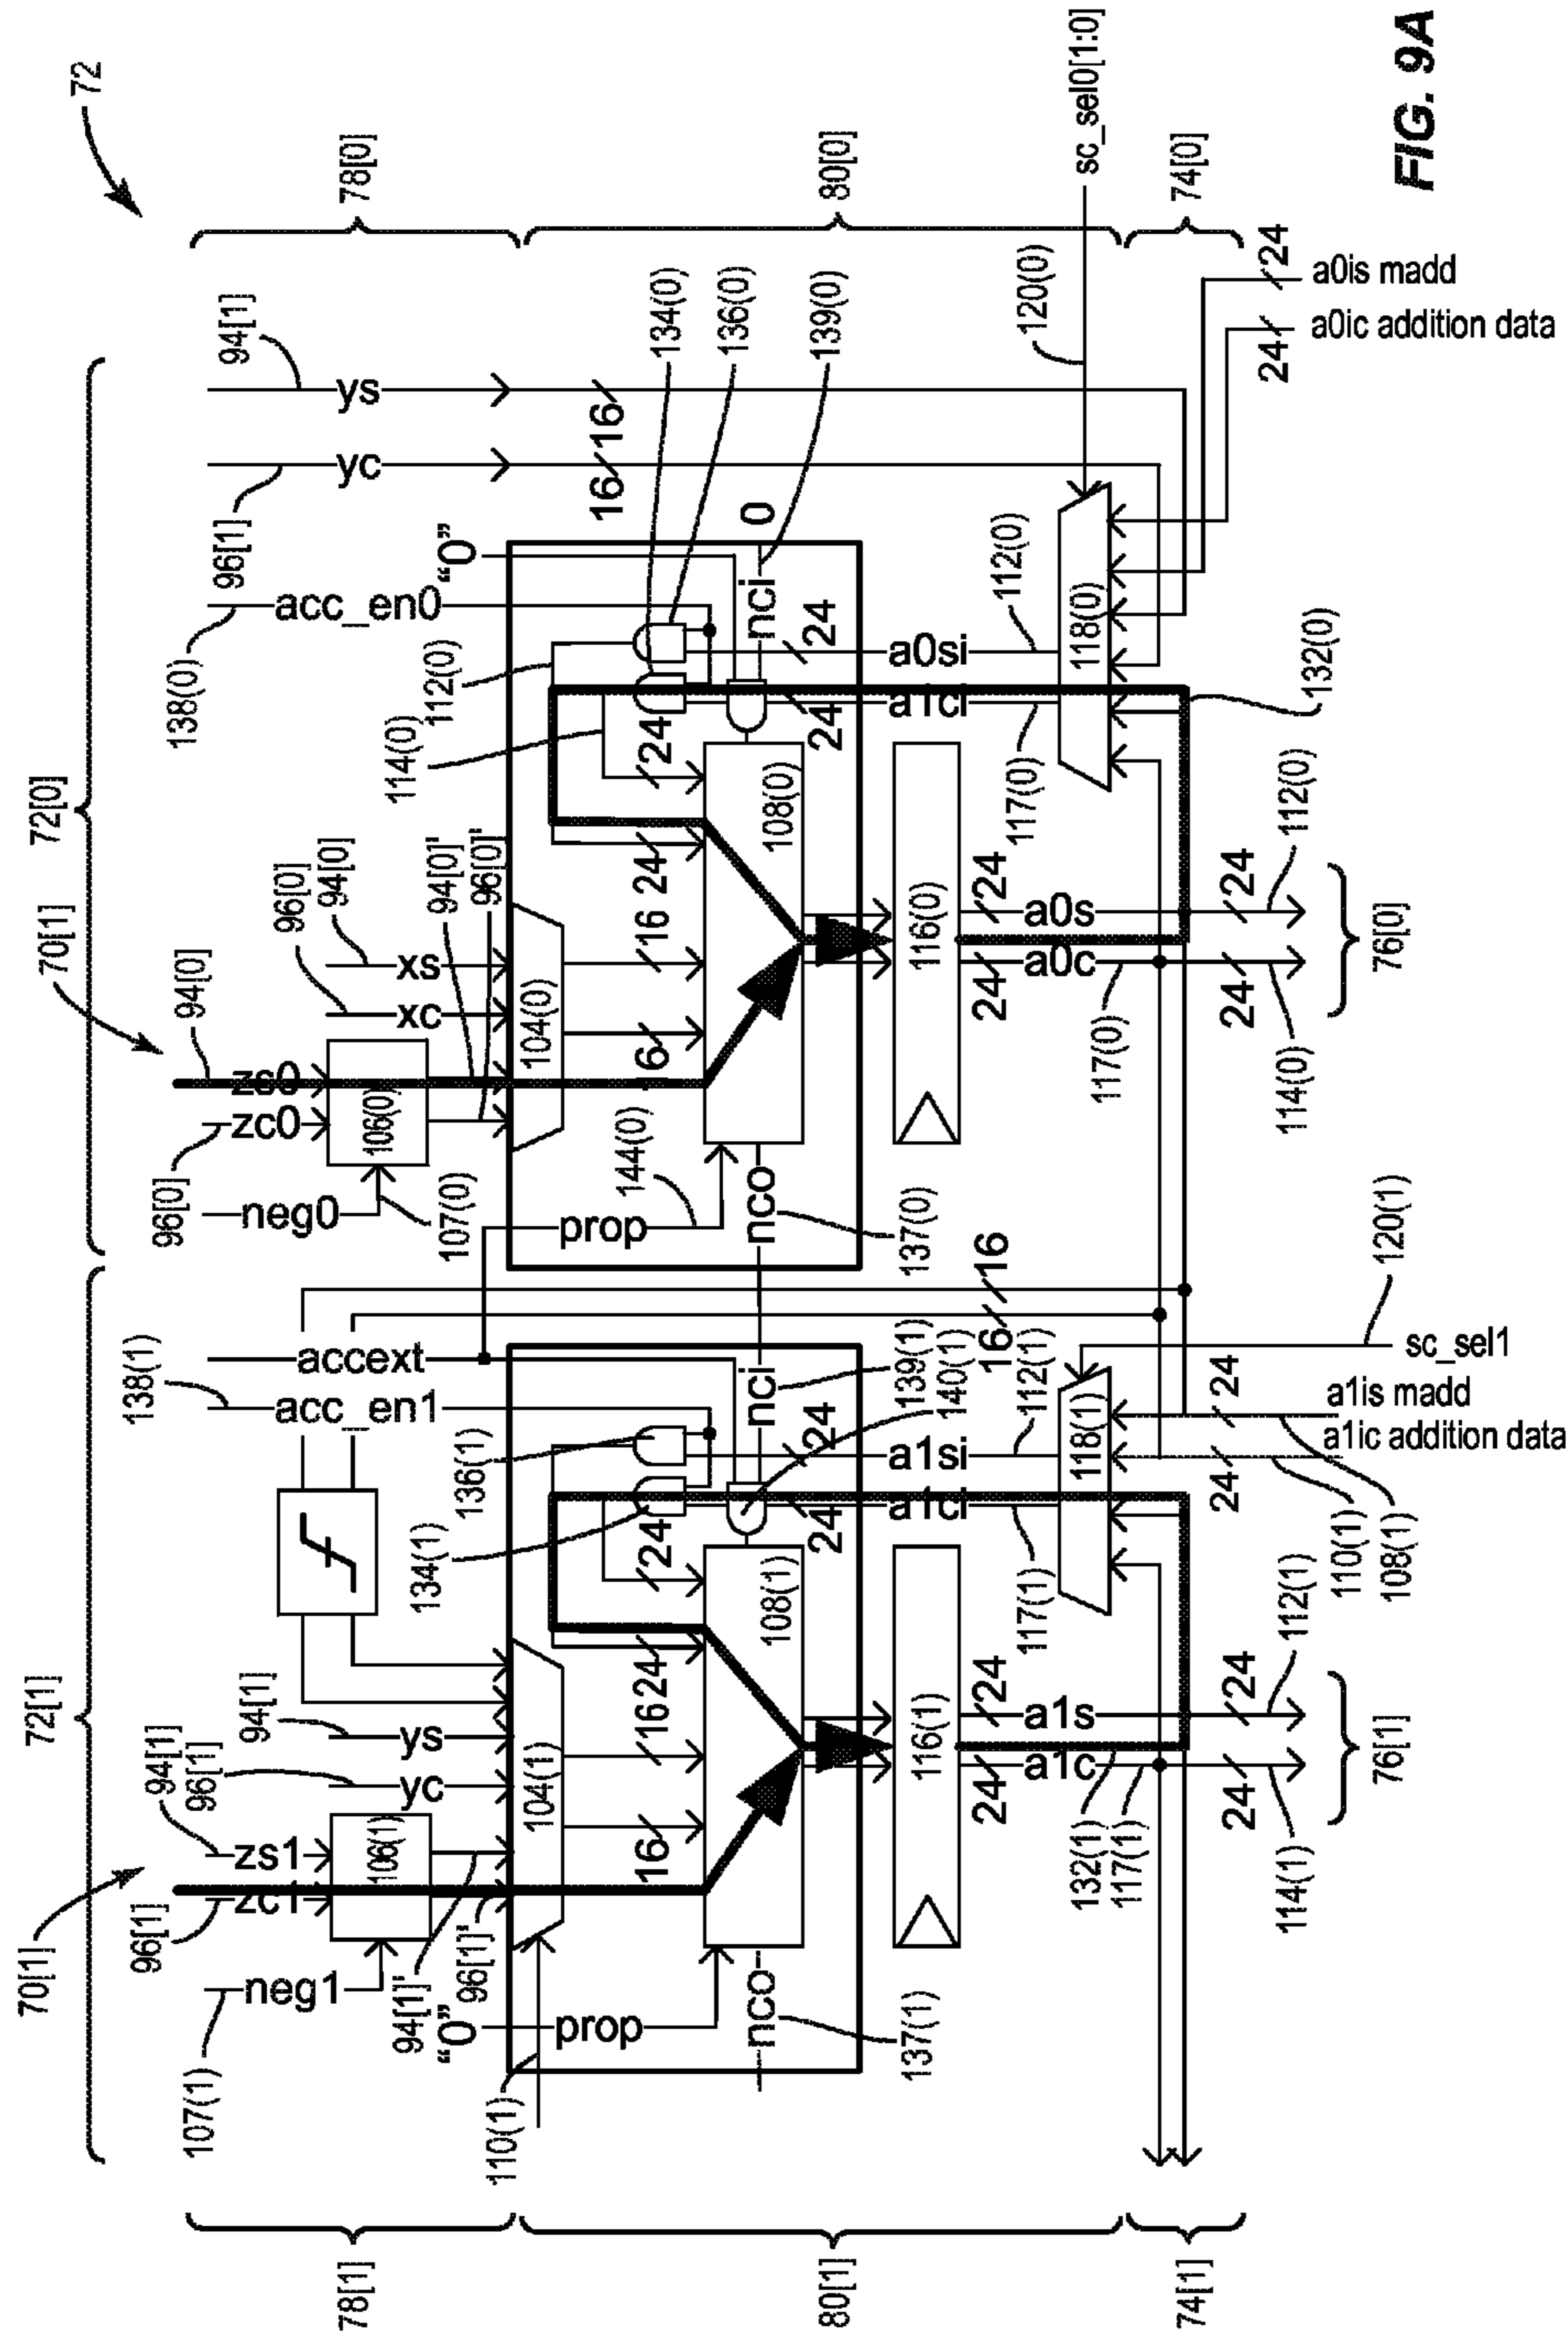 FIG. 9A
72
72[1]
72[0]
70[1]
70[1]
78[1]
78[0]
80[1]
80[0]
74[1]
74[0]
107(1)
neg1
96[1]
94[1]
zs1
zc1
106(1)
94[1]'
96[1]'
96[1]
94[1]
yc
ys
138(1)
acc_en1
accext
96[0]
neg0
107(0)
zc0
94[0]
zs0
106(0)
96[0]
94[0]
xc
xs
94[0]'
96[0]'
138(0)
acc_en0
"0"
96[1]
yc
94[1]
ys
16
16
"0"
prop
110(1)
104(1)
16
16
24
24
134(1)
136(1)
108(1)
nco
137(1)
nci
139(1)
140(1)
24
24
a1si
a1ci
112(1)
117(1)
16
16
prop
144(0)
104(0)
6
16
24
24
114(0)
112(0)
134(0)
136(0)
139(0)
108(0)
nco
137(0)
nci
0
24
24
a0si
a1ci
112(0)
117(0)
116(1)
24
24
a1c
a1s
132(1)
117(1)
118(1)
120(1)
sc_sel1
24
24
a1is madd
a1ic addition data
110(1)
108(1)
24
24
114(1)
112(1)
76[1]
116(0)
24
24
a0c
a0s
117(0)
118(0)
120(0)
sc_sel0[1:0]
132(0)
24
24
a0is madd
a0ic addition data
24
24
114(0)
112(0)
76[0]